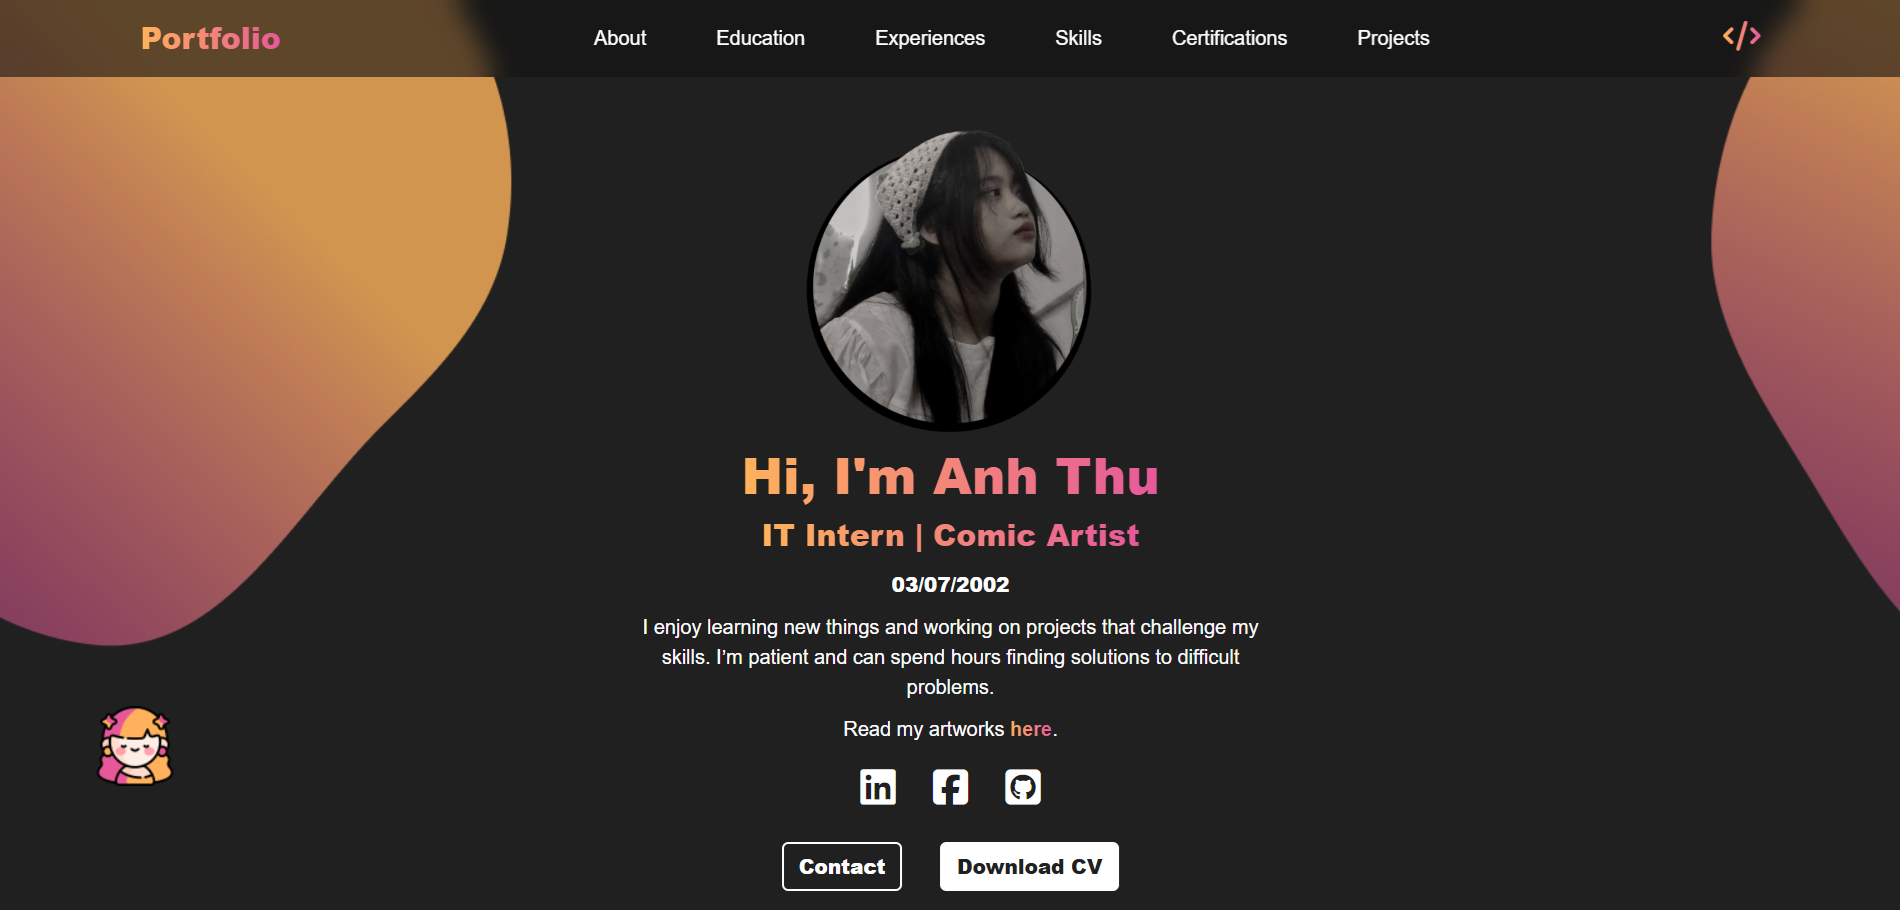 Portfolio
About
Education
Experiences
Skills
Certifications
Projects
</>
Hi, I'm Anh Thu
IT Intern | Comic Artist
03/07/2002
I enjoy learning new things and working on projects that challenge my
skills. I’m patient and can spend hours finding solutions to difficult
problems.
Read my artworks here.
in
f
Contact
Download CV